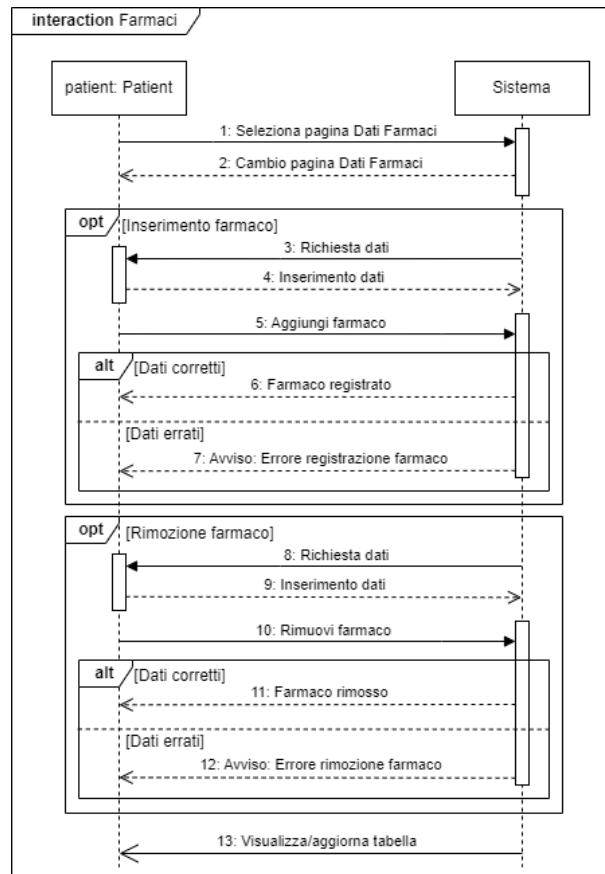 interaction Farmaci
patient: Patient
Sistema
1: Seleziona pagina Dati Farmaci
2: Cambio pagina Dati Farmaci
opt
[Inserimento farmaco]
3: Richiesta dati
4: Inserimento dati
5: Aggiungi farmaco
alt
[Dati corretti]
6: Farmaco registrato
[Dati errati]
7: Avviso: Errore registrazione farmaco
opt
[Rimozione farmaco]
8: Richiesta dati
9: Inserimento dati
10: Rimuovi farmaco
alt
[Dati corretti]
11: Farmaco rimosso
[Dati errati]
12: Avviso: Errore rimozione farmaco
13: Visualizza/aggiorna tabella